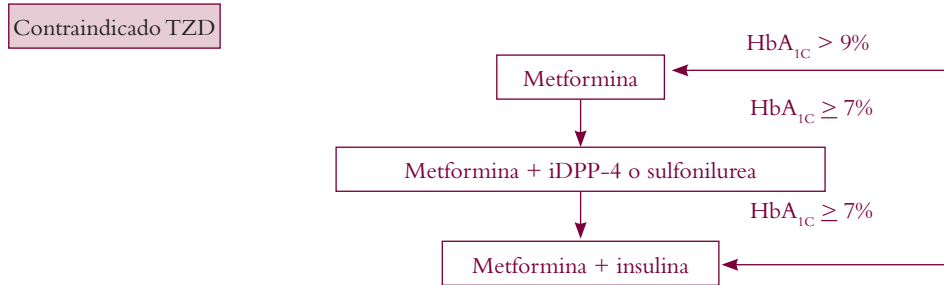 Contraindicado TZD
HbA1C > 9%
Metformina
HbA1C ≥ 7%
Metformina + iDPP-4 o sulfonilurea
HbA1C ≥ 7%
Metformina + insulina